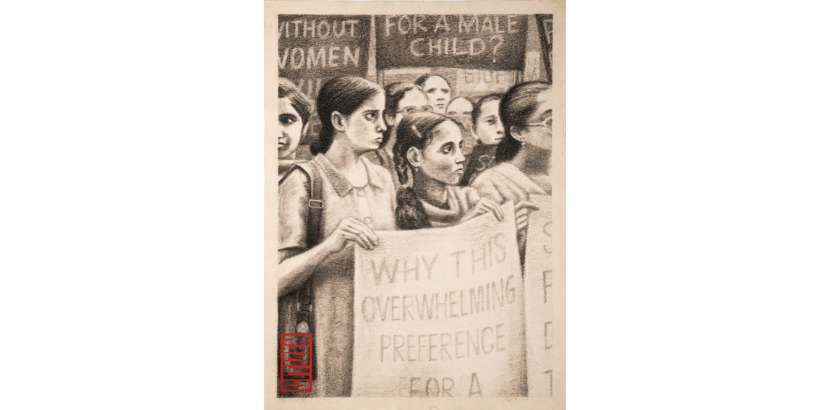 WITHOUT
WOMEN
FOR A MALE
CHILD?
WHY THIS
OVERWHELMING
PREFERENCE
FOR A